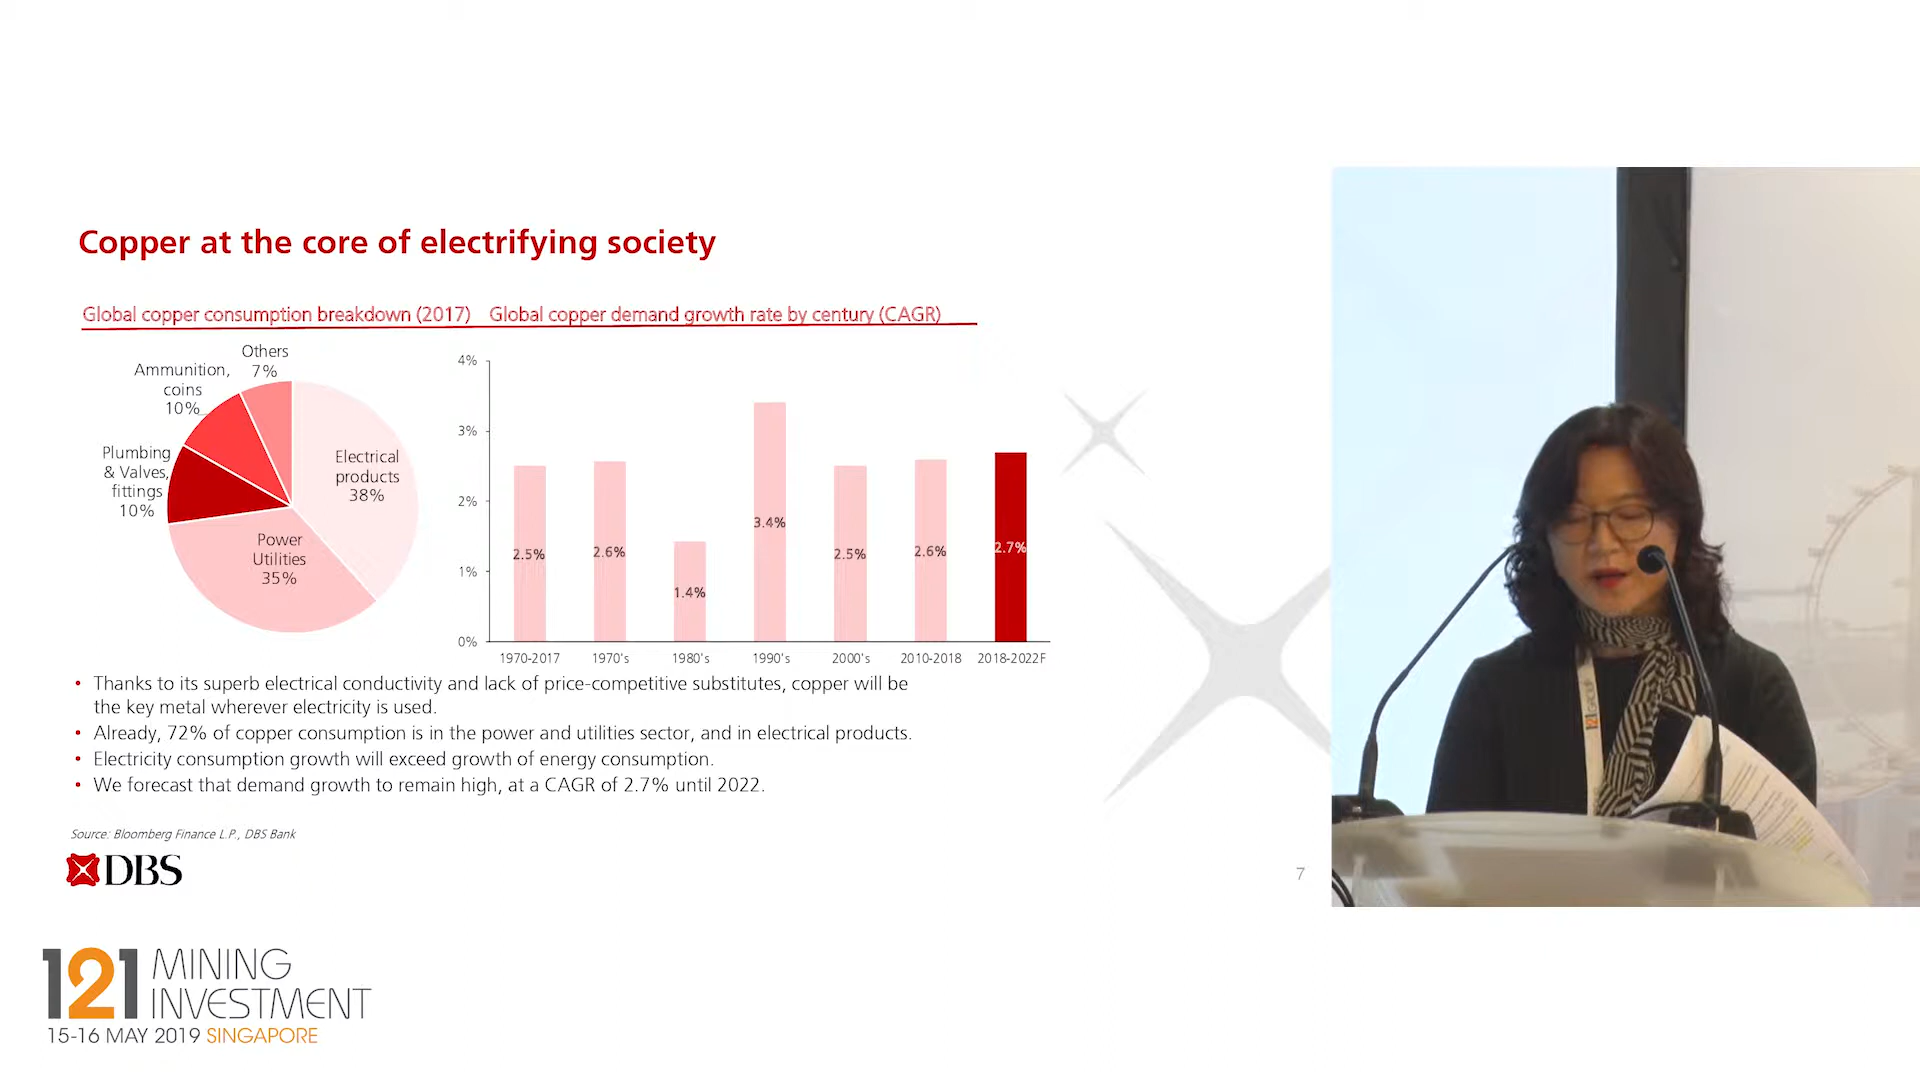 Copper at the core of electrifying society
Global copper consumption breakdown (2017)
Others
7%
Ammunition,
coins
10%
Plumbing
& Valves,
fittings
10%
Electrical
products
38%
Power
Utilities
35%
Global copper demand growth rate by century (CAGR)
4%
3%
2%
1%
0%
2.5%
2.6%
1.4%
3.4%
2.5%
2.6%
2.7%
1970-2017
1970's
1980's
1990's
2000's
2010-2018
2018-2022F
• Thanks to its superb electrical conductivity and lack of price-competitive substitutes, copper will be
the key metal wherever electricity is used.
• Already, 72% of copper consumption is in the power and utilities sector, and in electrical products.
• Electricity consumption growth will exceed growth of energy consumption.
• We forecast that demand growth to remain high, at a CAGR of 2.7% until 2022.
Source: Bloomberg Finance L.P., DBS Bank
DBS
7
121 MINING
INVESTMENT
15-16 MAY 2019 SINGAPORE